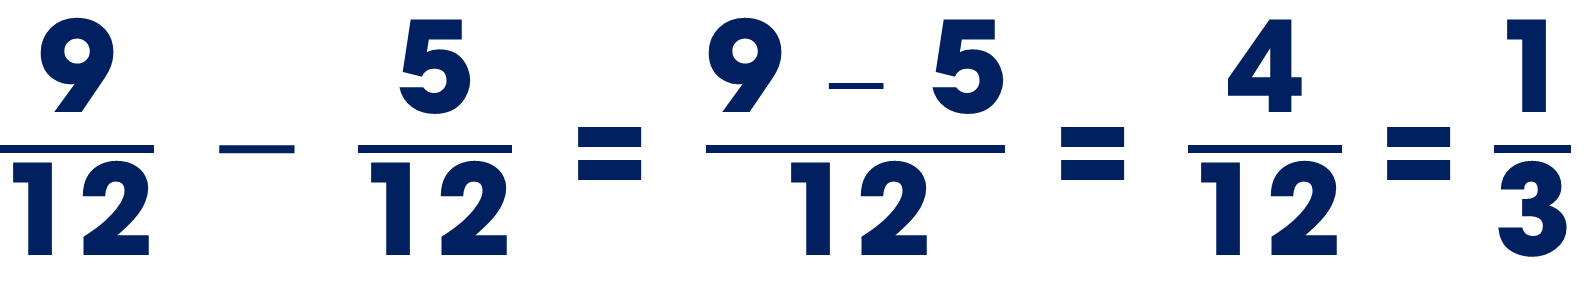 9/12 − 5/12 = (9 − 5)/12 = 4/12 = 1/3